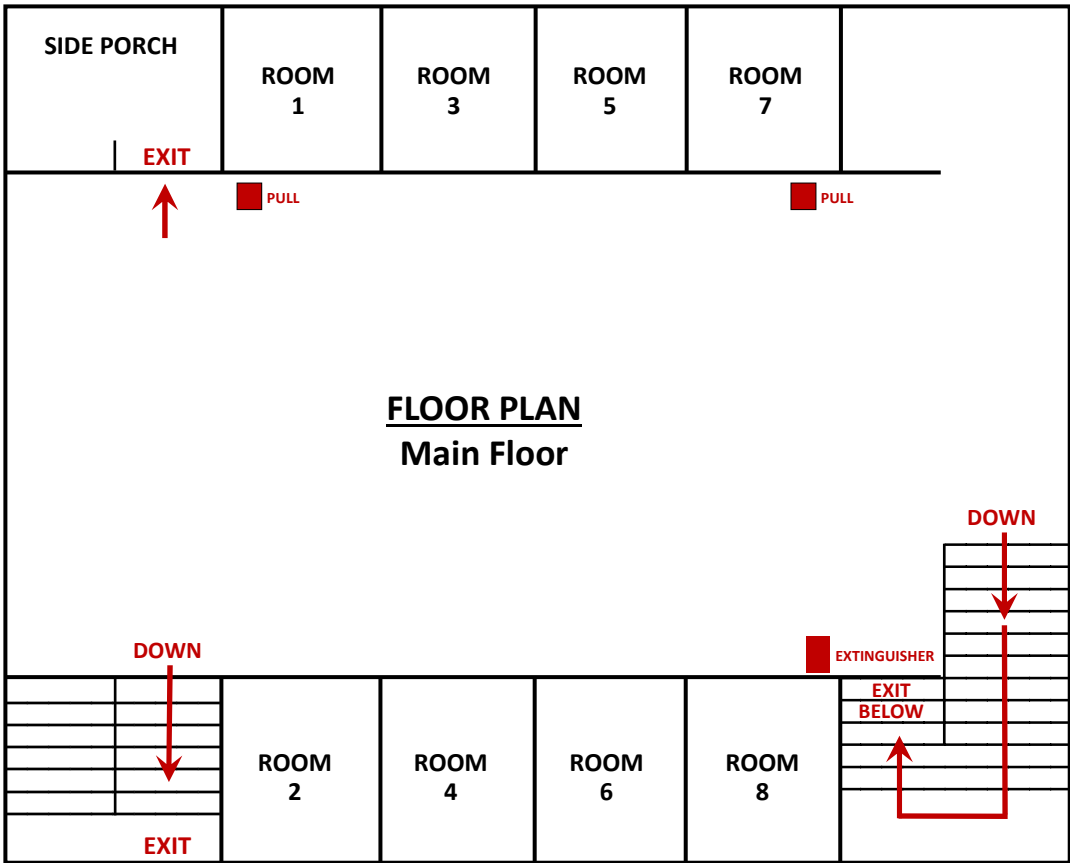 SIDE PORCH
ROOM
1
ROOM
3
ROOM
5
ROOM
7
EXIT
PULL
PULL
FLOOR PLAN
Main Floor
DOWN
DOWN
EXTINGUISHER
EXIT
BELOW
ROOM
2
ROOM
4
ROOM
6
ROOM
8
EXIT